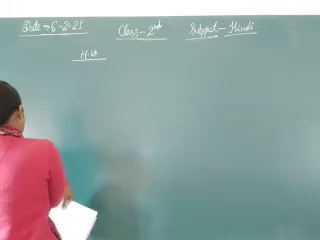 Date → 6-2-21 Class - 2nd Subject - Hindi
H.W